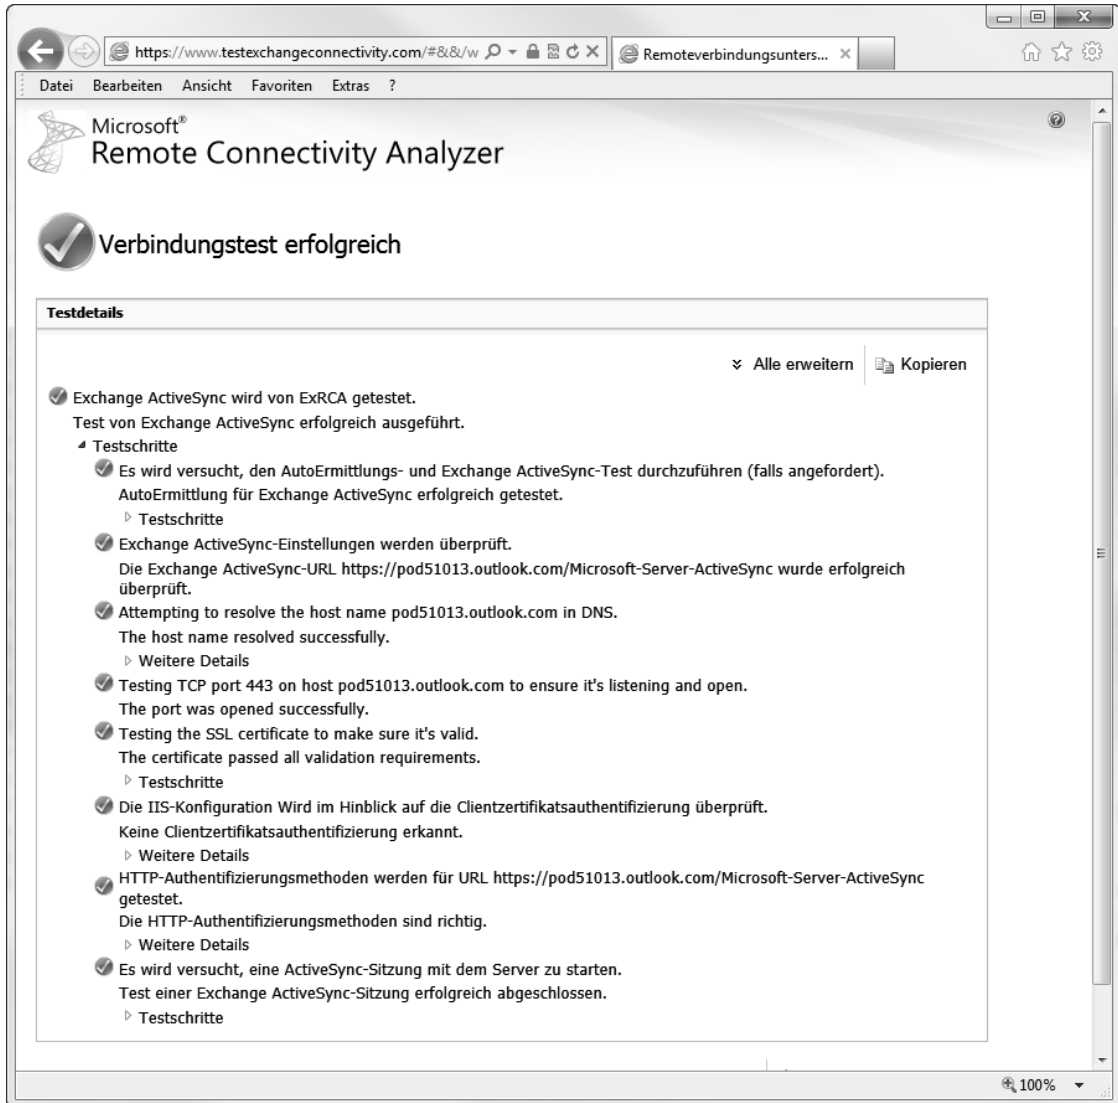 https://www.testexchangeconnectivity.com/#&&/w
Remoteverbindungsunters...
Datei Bearbeiten Ansicht Favoriten Extras ?
Microsoft®
Remote Connectivity Analyzer
Verbindungstest erfolgreich
Testdetails
Alle erweitern
Kopieren
Exchange ActiveSync wird von ExRCA getestet.
Test von Exchange ActiveSync erfolgreich ausgeführt.
Testschritte
Es wird versucht, den AutoErmittlungs- und Exchange ActiveSync-Test durchzuführen (falls angefordert).
AutoErmittlung für Exchange ActiveSync erfolgreich getestet.
Testschritte
Exchange ActiveSync-Einstellungen werden überprüft.
Die Exchange ActiveSync-URL https://pod51013.outlook.com/Microsoft-Server-ActiveSync wurde erfolgreich
überprüft.
Attempting to resolve the host name pod51013.outlook.com in DNS.
The host name resolved successfully.
Weitere Details
Testing TCP port 443 on host pod51013.outlook.com to ensure it's listening and open.
The port was opened successfully.
Testing the SSL certificate to make sure it's valid.
The certificate passed all validation requirements.
Testschritte
Die IIS-Konfiguration Wird im Hinblick auf die Clientzertifikatsauthentifizierung überprüft.
Keine Clientzertifikatsauthentifizierung erkannt.
Weitere Details
HTTP-Authentifizierungsmethoden werden für URL https://pod51013.outlook.com/Microsoft-Server-ActiveSync
getestet.
Die HTTP-Authentifizierungsmethoden sind richtig.
Weitere Details
Es wird versucht, eine ActiveSync-Sitzung mit dem Server zu starten.
Test einer Exchange ActiveSync-Sitzung erfolgreich abgeschlossen.
Testschritte
100%